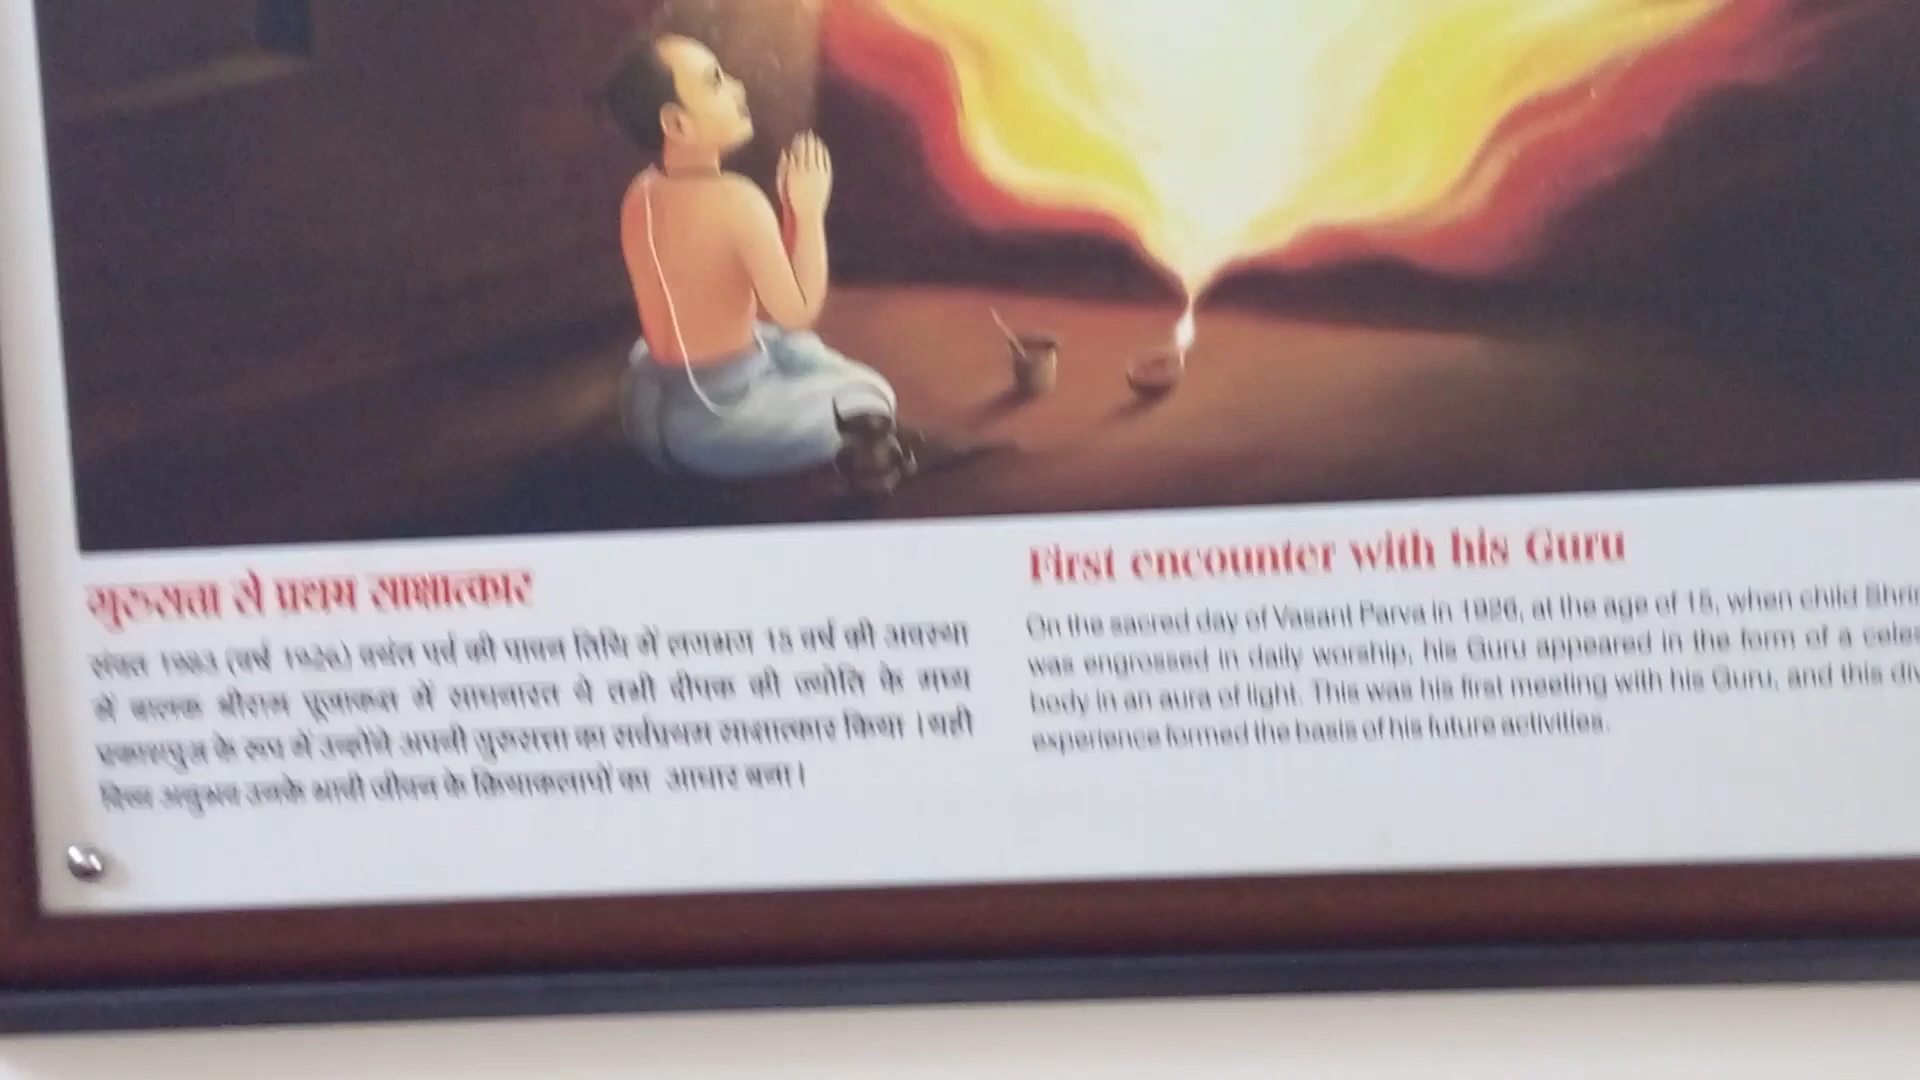 गुरुसत्ता से प्रथम साक्षात्कार
संवत 1983 (वर्ष 1926) वसंत पर्व की पावन तिथि में लगभग 15 वर्ष की अवस्था
में बालक श्रीराम पूजाकक्ष में साधनारत थे तभी दीपक की ज्योति के मध्य
प्रकाशपुंज के रूप में उन्होंने अपनी गुरुसत्ता का सर्वप्रथम साक्षात्कार किया । यही
दिव्य अनुभव उनके भावी जीवन के क्रियाकलापों का आधार बना।
First encounter with his Guru
On the sacred day of Vasant Parva in 1926, at the age of 15, when child Shri
was engrossed in daily worship, his Guru appeared in the form of a
body in an aura of light. This was his first meeting with his Guru, and this
experience formed the basis of his future activities.